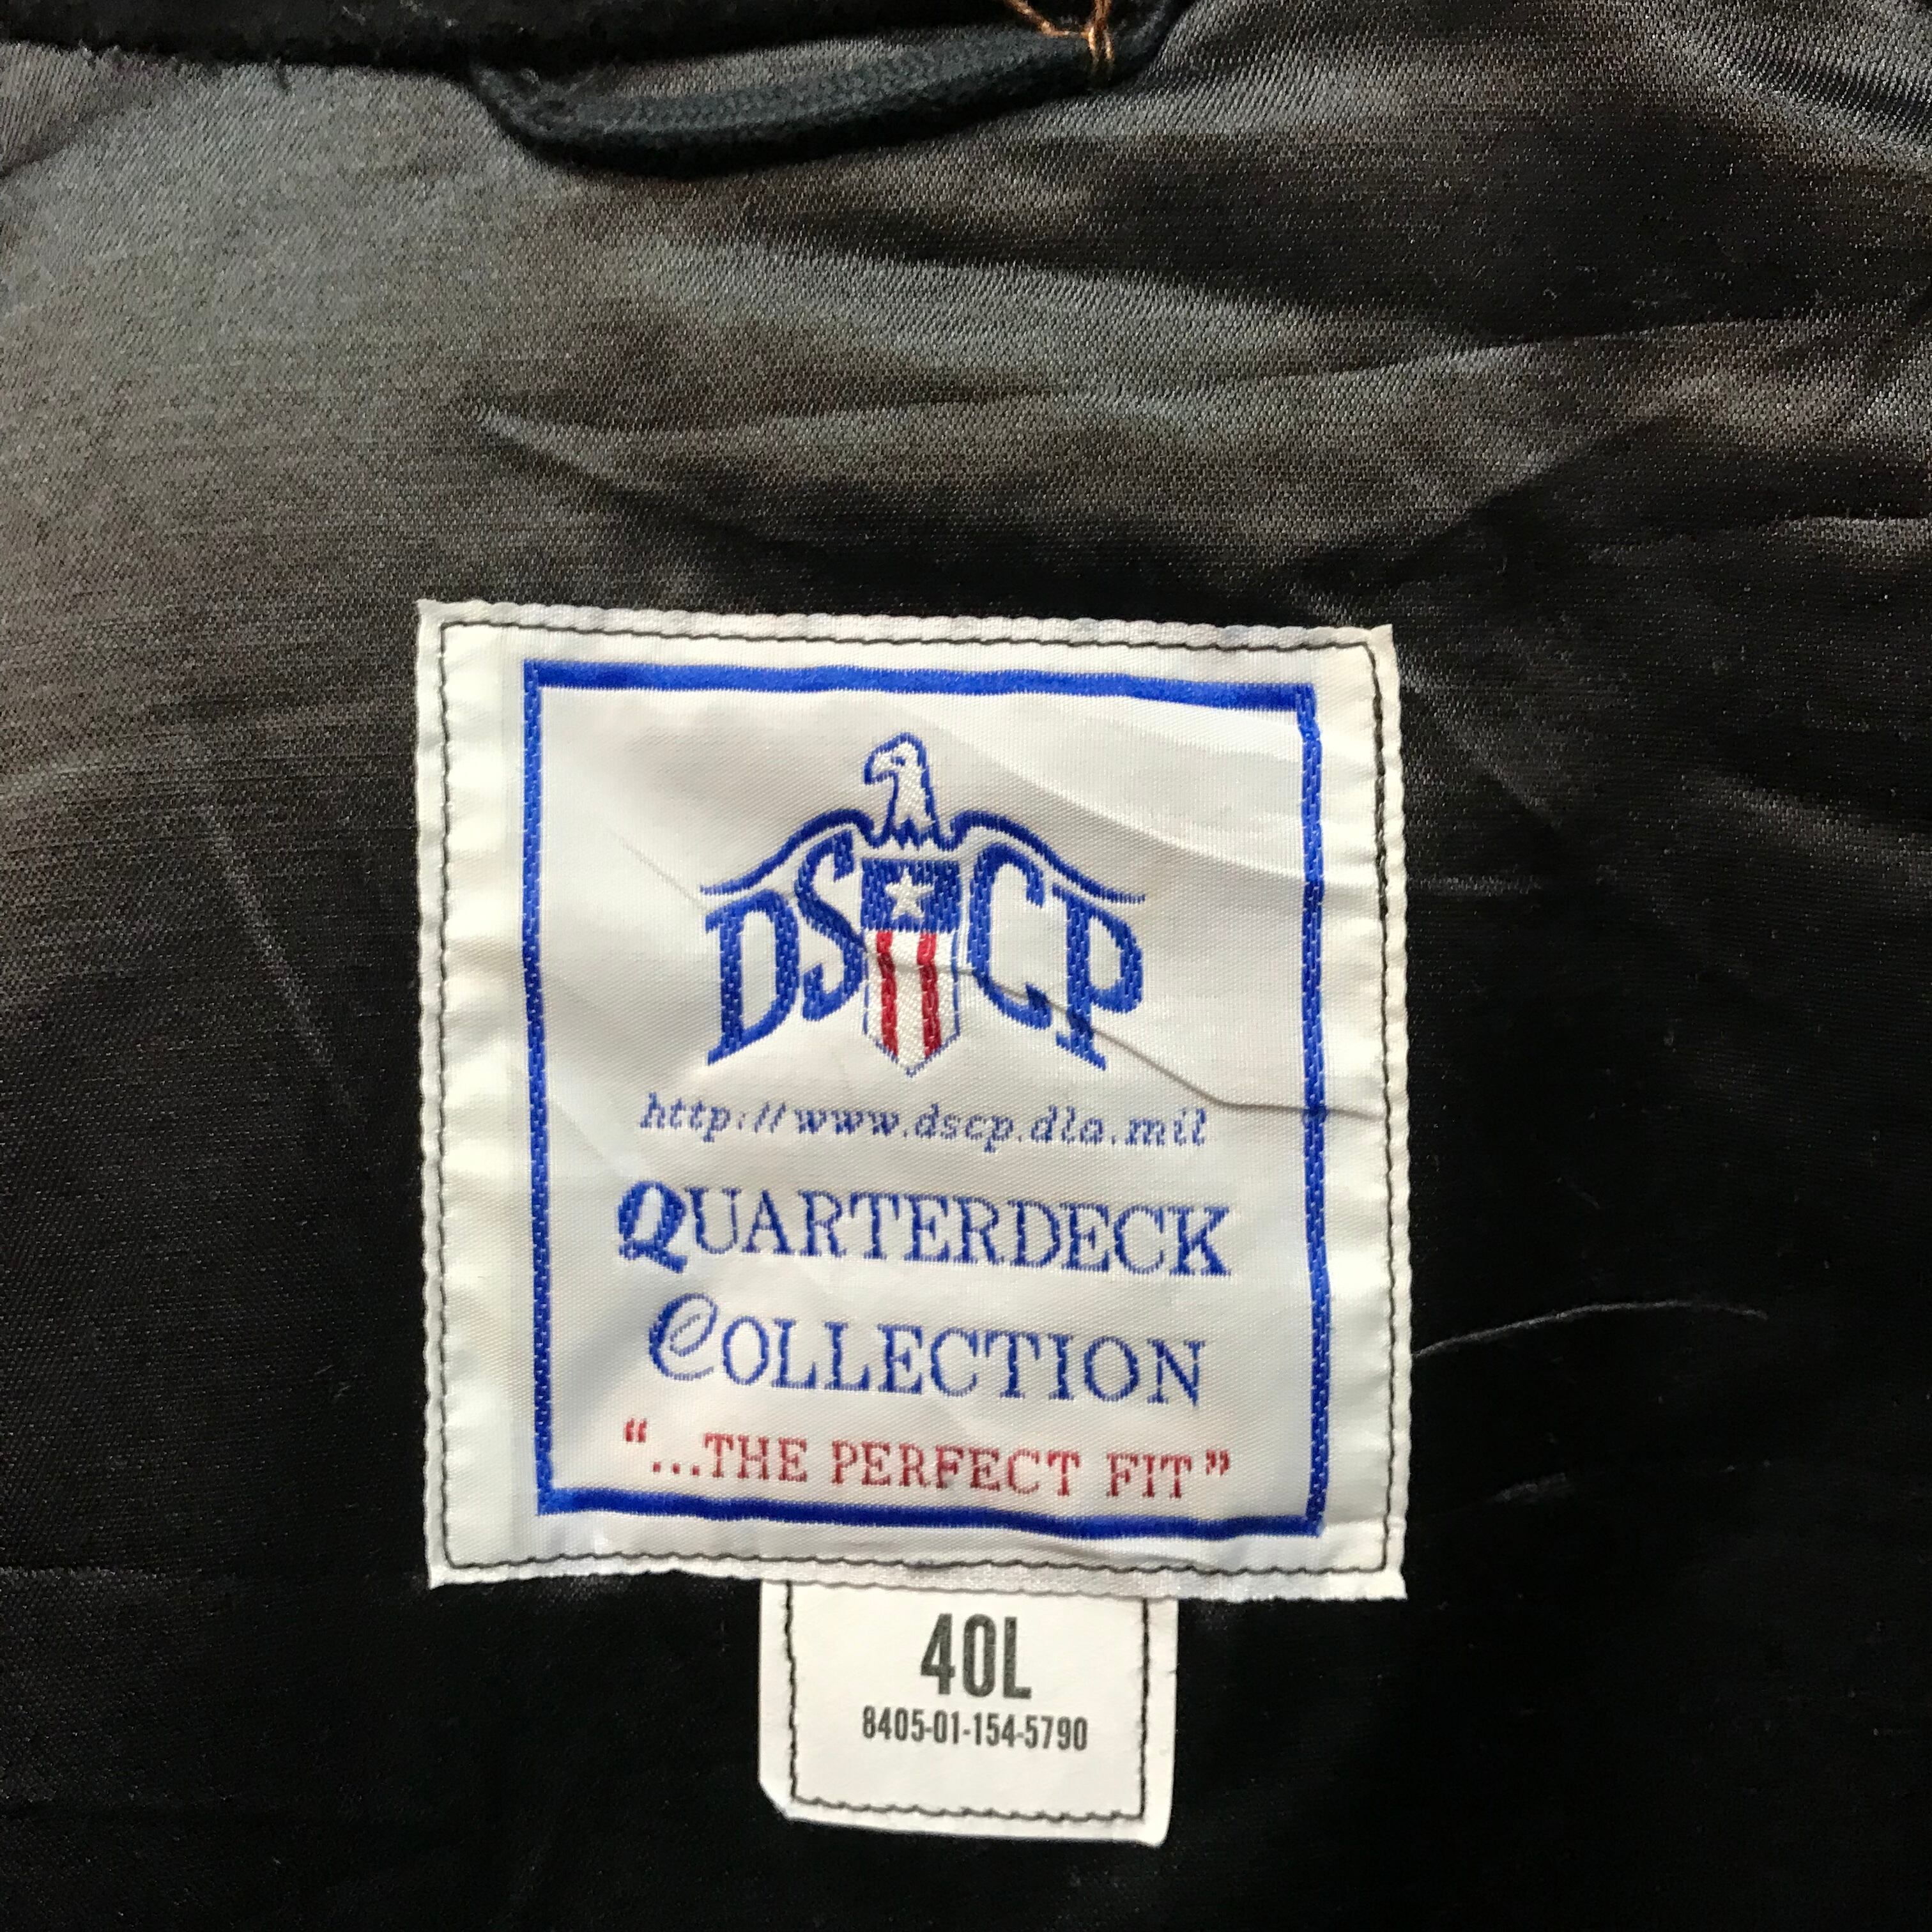 DSCP
http://www.dscp.dla.mil
QUARTERDECK
COLLECTION
"...THE PERFECT FIT"
40L
8405-01-154-5790